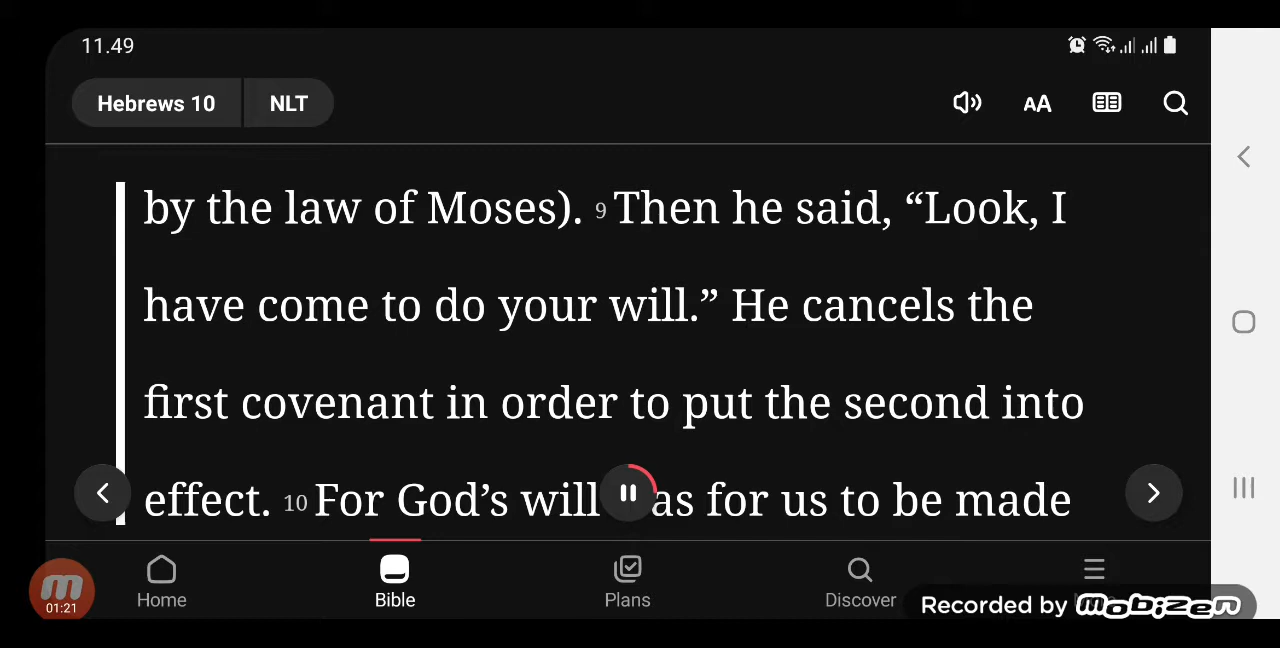 11.49
Hebrews 10 NLT AA
by the law of Moses). 9 Then he said, “Look, I
have come to do your will.” He cancels the
first covenant in order to put the second into
effect. 10 For God’s will as for us to be made
Home Bible Plans Discover
01:21
Recorded by Mobizen